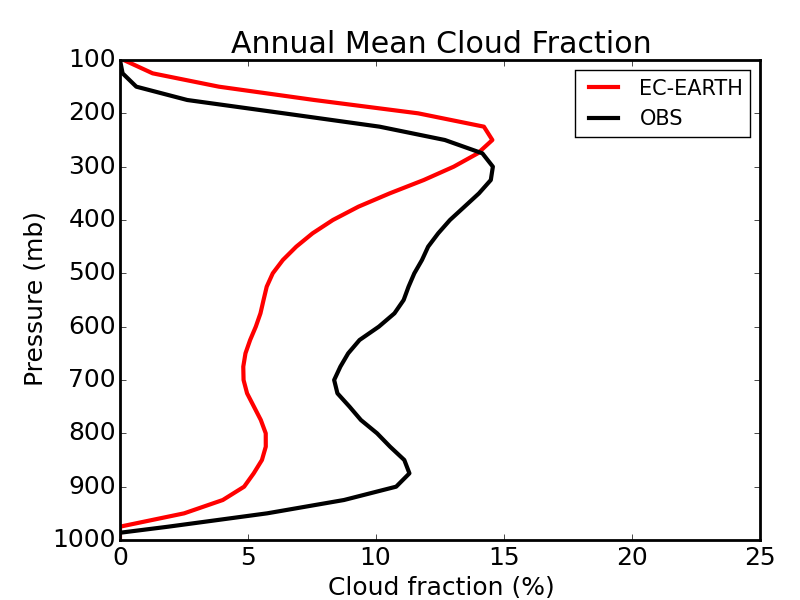 Annual Mean Cloud Fraction
EC-EARTH
OBS
Pressure (mb)
100
200
300
400
500
600
700
800
900
1000
0 5 10 15 20 25
Cloud fraction (%)